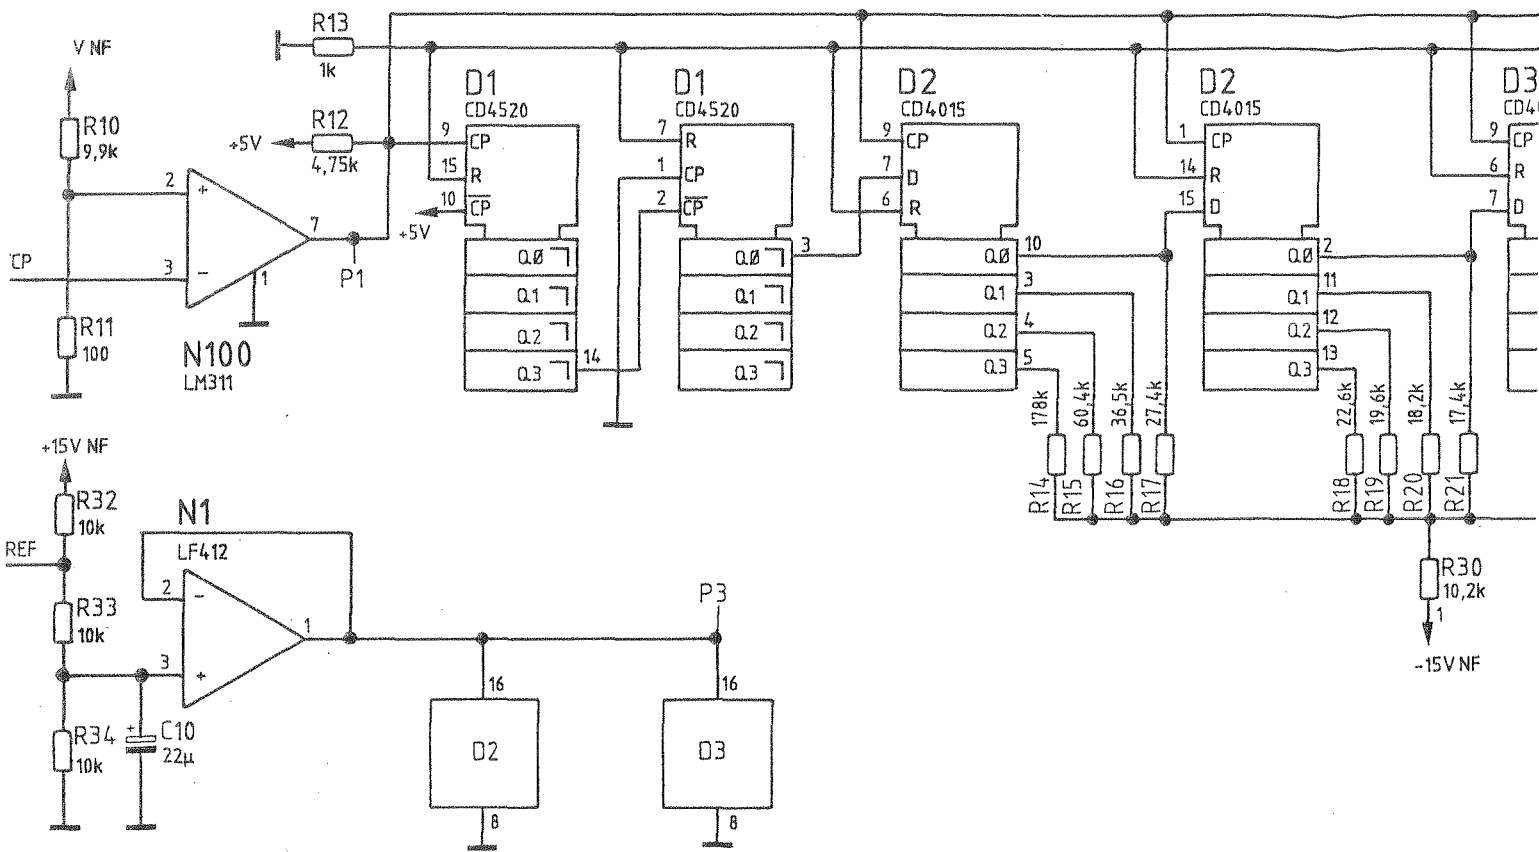 V NF
R10
9,9k
R13
1k
R12
4,75k
+5V
D1
CD4520
9 CP
15 R
10 CP
+5V
Q0
Q1
Q2
14
Q3
D1
CD4520
7 R
1 CP
2 CP
3
Q0
Q1
Q2
Q3
D2
CD4015
9 CP
7 D
6 R
Q0 10
Q1 3
Q2 4
Q3 5
D2
CD4015
1 CP
14 R
15 D
Q0 2
Q1 11
Q2 12
Q3 13
D3
9 CP
6 R
7 D
2 +
3 -
7
1
CP
P1
R11
100
N100
LM311
178k
60,4k
36,5k
27,4k
22,6k
19,6k
18,2k
17,4k
R14
R15
R16
R17
R18
R19
R20
R21
R30
10,2k
1
-15V NF
+15V NF
R32
10k
REF
R33
10k
R34
10k
+
C10
22µ
N1
LF412
2 -
3 +
1
P3
16
D2
8
16
D3
8